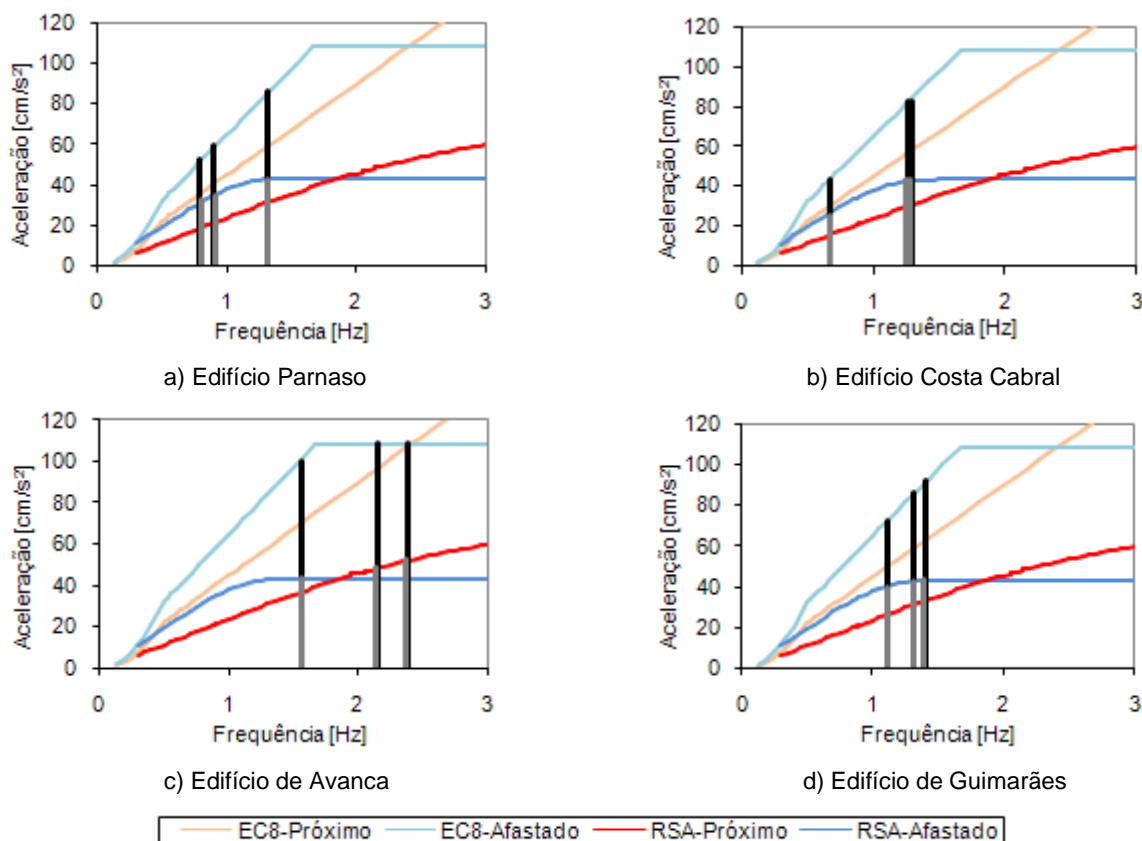 Aceleração [cm/s²]
120
100
80
60
40
20
0
0 1 2 3
Frequência [Hz]
a) Edifício Parnaso
Aceleração [cm/s²]
120
100
80
60
40
20
0
0 1 2 3
Frequência [Hz]
b) Edifício Costa Cabral
Aceleração [cm/s²]
120
100
80
60
40
20
0
0 1 2 3
Frequência [Hz]
c) Edifício de Avanca
Aceleração [cm/s²]
120
100
80
60
40
20
0
0 1 2 3
Frequência [Hz]
d) Edifício de Guimarães
EC8-Próximo EC8-Afastado RSA-Próximo RSA-Afastado